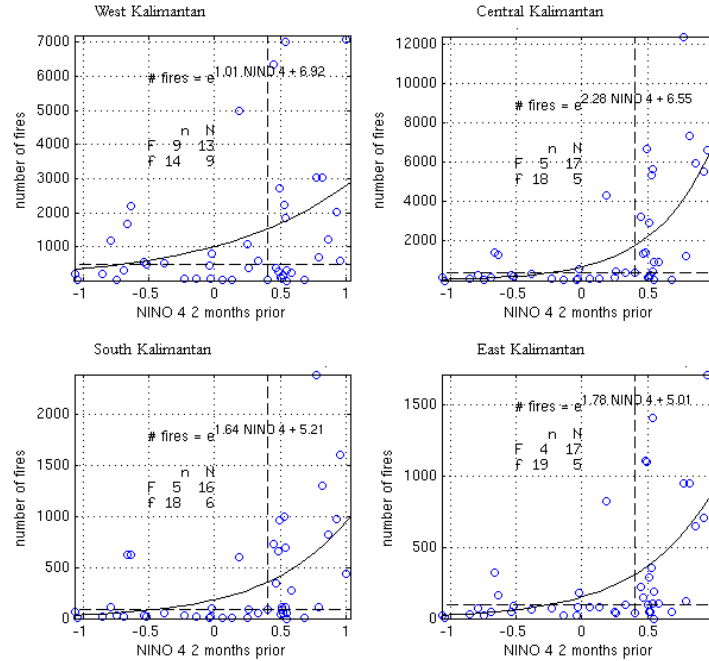 West Kalimantan
7000
6000
5000
4000
3000
2000
1000
0
number of fires
# fires = e^1.01 NINO 4 + 6.92
n N
F 9 13
f 14 9
-1 -0.5 0 0.5 1
NINO 4 2 months prior
Central Kalimantan
12000
10000
8000
6000
4000
2000
0
number of fires
# fires = e^2.28 NINO 4 + 6.55
n N
F 5 17
f 18 5
-1 -0.5 0 0.5
NINO 4 2 months prior
South Kalimantan
2000
1500
1000
500
0
number of fires
# fires = e^1.64 NINO 4 + 5.21
n N
F 5 16
f 18 6
-1 -0.5 0 0.5 1
NINO 4 2 months prior
East Kalimantan
1500
1000
500
0
number of fires
# fires = e^1.78 NINO 4 + 5.01
n N
F 4 17
f 19 5
-1 -0.5 0 0.5
NINO 4 2 months prior